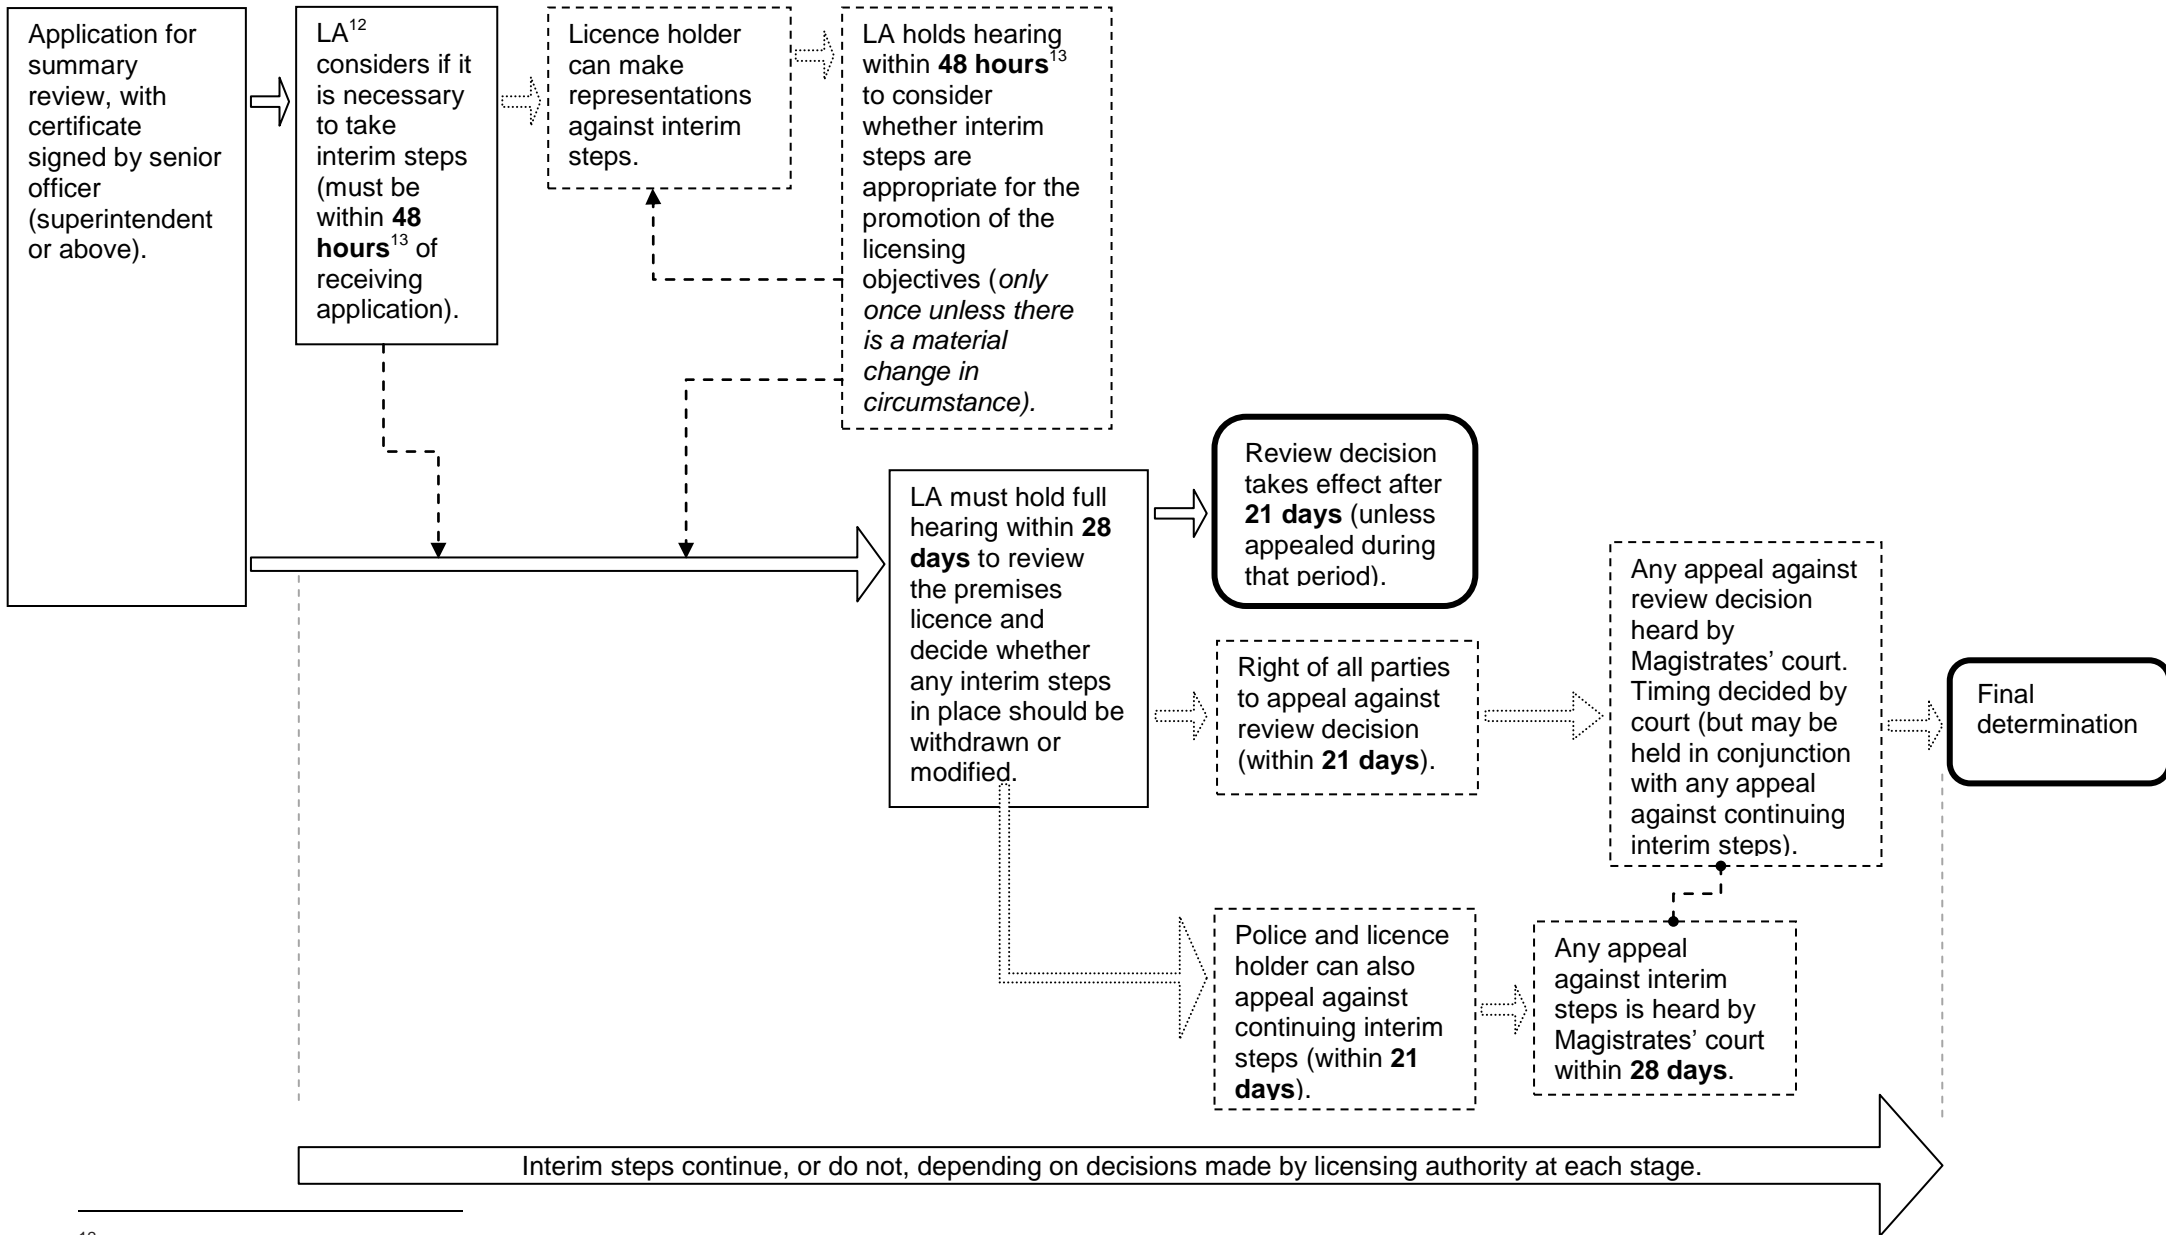 Application for
summary
review, with
certificate
signed by senior
officer
(superintendent
or above).
LA12
considers if it
is necessary
to take
interim steps
(must be
within 48
hours13 of
receiving
application).
Licence holder
can make
representations
against interim
steps.
LA holds hearing
within 48 hours13
to consider
whether interim
steps are
appropriate for the
promotion of the
licensing
objectives (only
once unless there
is a material
change in
circumstance).
LA must hold full
hearing within 28
days to review
the premises
licence and
decide whether
any interim steps
in place should be
withdrawn or
modified.
Review decision
takes effect after
21 days (unless
appealed during
that period).
Right of all parties
to appeal against
review decision
(within 21 days).
Any appeal against
review decision
heard by
Magistrates’ court.
Timing decided by
court (but may be
held in conjunction
with any appeal
against continuing
interim steps).
Final
determination
Police and licence
holder can also
appeal against
continuing interim
steps (within 21
days).
Any appeal
against interim
steps is heard by
Magistrates’ court
within 28 days.
Interim steps continue, or do not, depending on decisions made by licensing authority at each stage.